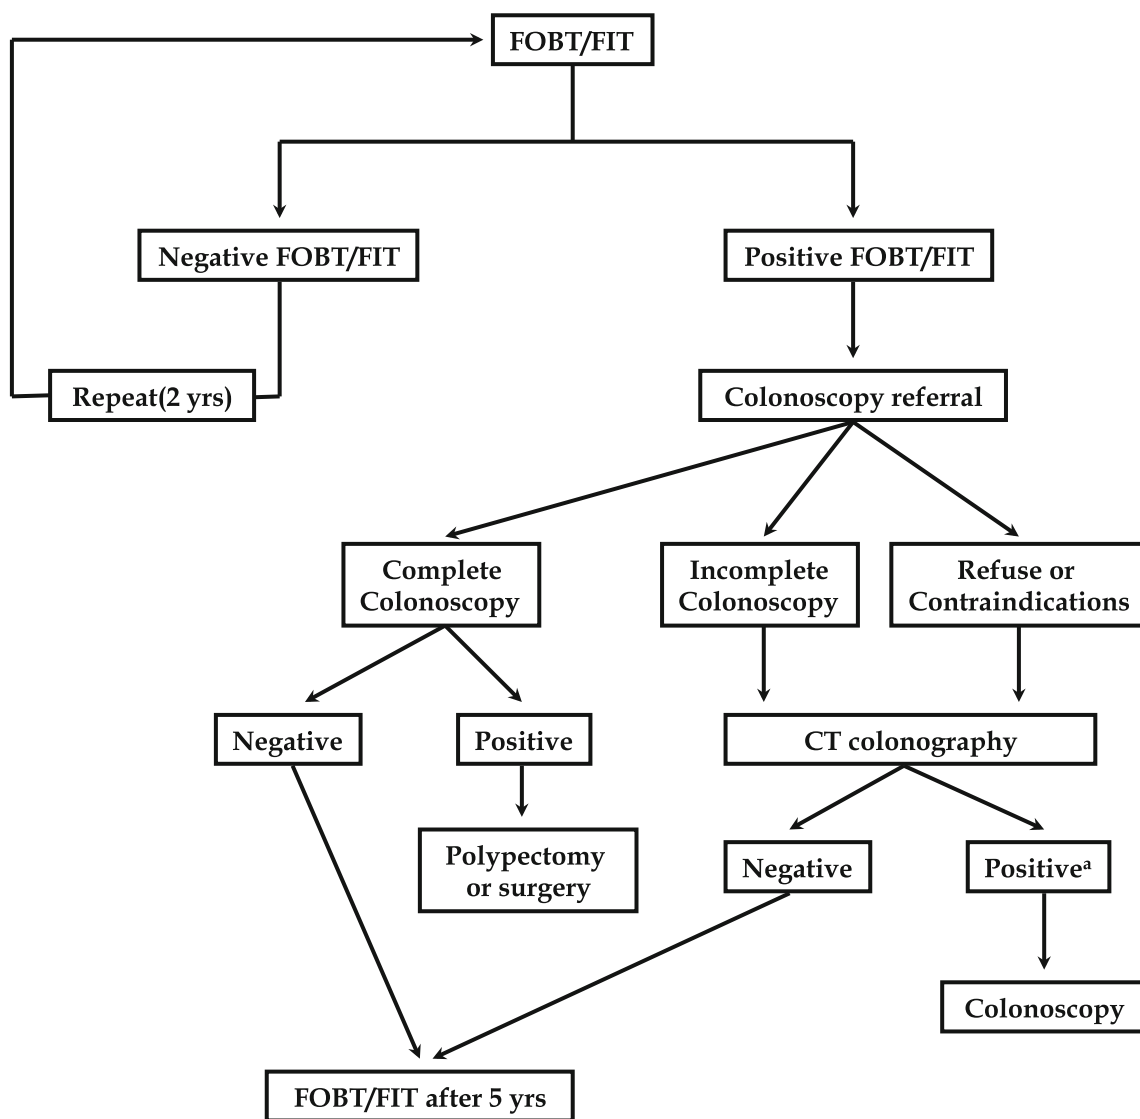 FOBT/FIT
Negative FOBT/FIT
Positive FOBT/FIT
Repeat(2 yrs)
Colonoscopy referral
Complete
Colonoscopy
Incomplete
Colonoscopy
Refuse or
Contraindications
Negative
Positive
CT colonography
Polypectomy
or surgery
Negative
Positiveᵃ
Colonoscopy
FOBT/FIT after 5 yrs